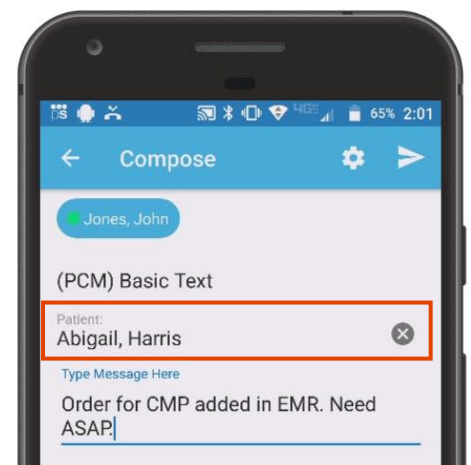 65% 2:01
Compose
Jones, John
(PCM) Basic Text
Patient:
Abigail, Harris
Type Message Here
Order for CMP added in EMR. Need
ASAP.